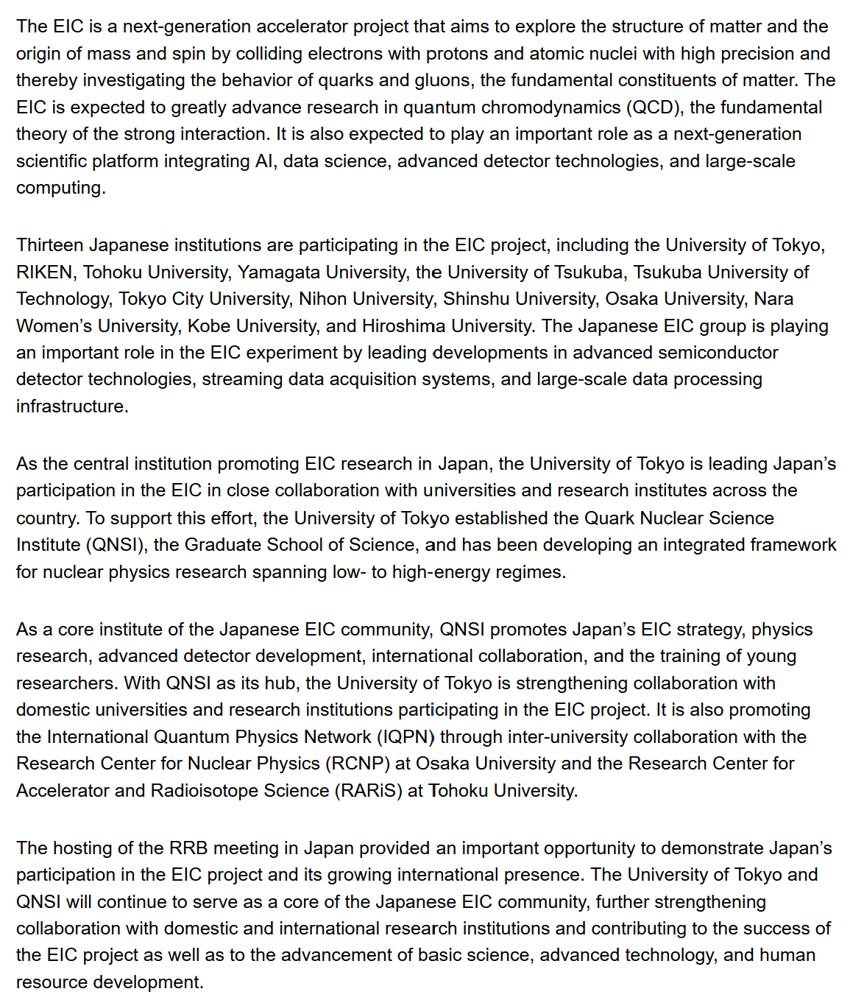 The EIC is a next-generation accelerator project that aims to explore the structure of matter and the
origin of mass and spin by colliding electrons with protons and atomic nuclei with high precision and
thereby investigating the behavior of quarks and gluons, the fundamental constituents of matter. The
EIC is expected to greatly advance research in quantum chromodynamics (QCD), the fundamental
theory of the strong interaction. It is also expected to play an important role as a next-generation
scientific platform integrating AI, data science, advanced detector technologies, and large-scale
computing.

Thirteen Japanese institutions are participating in the EIC project, including the University of Tokyo,
RIKEN, Tohoku University, Yamagata University, the University of Tsukuba, Tsukuba University of
Technology, Tokyo City University, Nihon University, Shinshu University, Osaka University, Nara
Women’s University, Kobe University, and Hiroshima University. The Japanese EIC group is playing
an important role in the EIC experiment by leading developments in advanced semiconductor
detector technologies, streaming data acquisition systems, and large-scale data processing
infrastructure.

As the central institution promoting EIC research in Japan, the University of Tokyo is leading Japan’s
participation in the EIC in close collaboration with universities and research institutes across the
country. To support this effort, the University of Tokyo established the Quark Nuclear Science
Institute (QNSI), the Graduate School of Science, and has been developing an integrated framework
for nuclear physics research spanning low- to high-energy regimes.

As a core institute of the Japanese EIC community, QNSI promotes Japan’s EIC strategy, physics
research, advanced detector development, international collaboration, and the training of young
researchers. With QNSI as its hub, the University of Tokyo is strengthening collaboration with
domestic universities and research institutions participating in the EIC project. It is also promoting
the International Quantum Physics Network (IQPN) through inter-university collaboration with the
Research Center for Nuclear Physics (RCNP) at Osaka University and the Research Center for
Accelerator and Radioisotope Science (RARiS) at Tohoku University.

The hosting of the RRB meeting in Japan provided an important opportunity to demonstrate Japan’s
participation in the EIC project and its growing international presence. The University of Tokyo and
QNSI will continue to serve as a core of the Japanese EIC community, further strengthening
collaboration with domestic and international research institutions and contributing to the success of
the EIC project as well as to the advancement of basic science, advanced technology, and human
resource development.